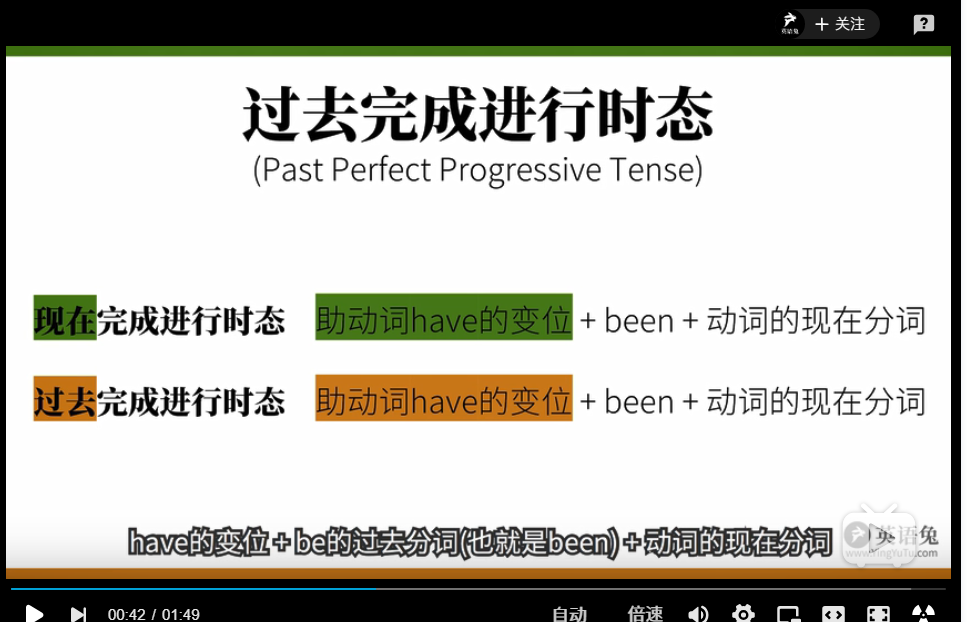 + 关注
过去完成进行时态
(Past Perfect Progressive Tense)
现在完成进行时态 助动词have的变位 + been + 动词的现在分词
过去完成进行时态 助动词have的变位 + been + 动词的现在分词
have的变位 + be的过去分词(也就是been) + 动词的现在分词
英语兔
www.YingYuTu.com
00:42 / 01:49 自动 倍速